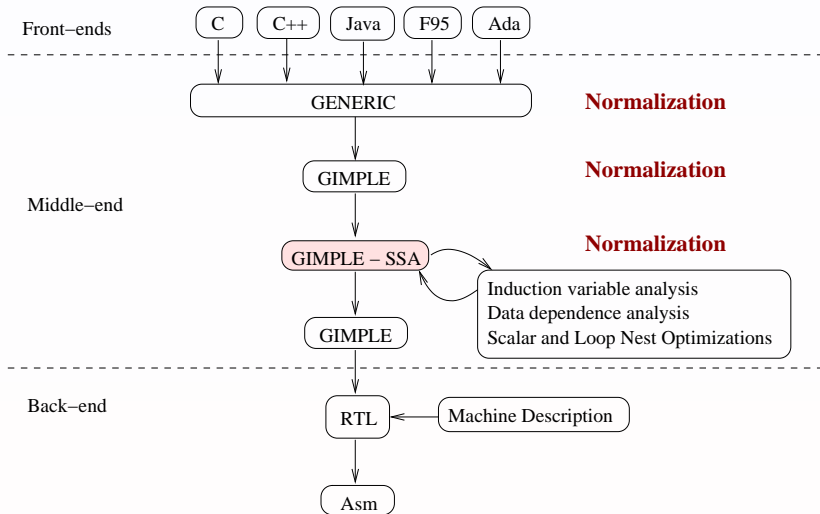 Front−ends
C
C++
Java
F95
Ada
GENERIC
Normalization
GIMPLE
Normalization
Middle−end
Normalization
GIMPLE − SSA
Induction variable analysis
Data dependence analysis
Scalar and Loop Nest Optimizations
GIMPLE
Back−end
RTL
Machine Description
Asm